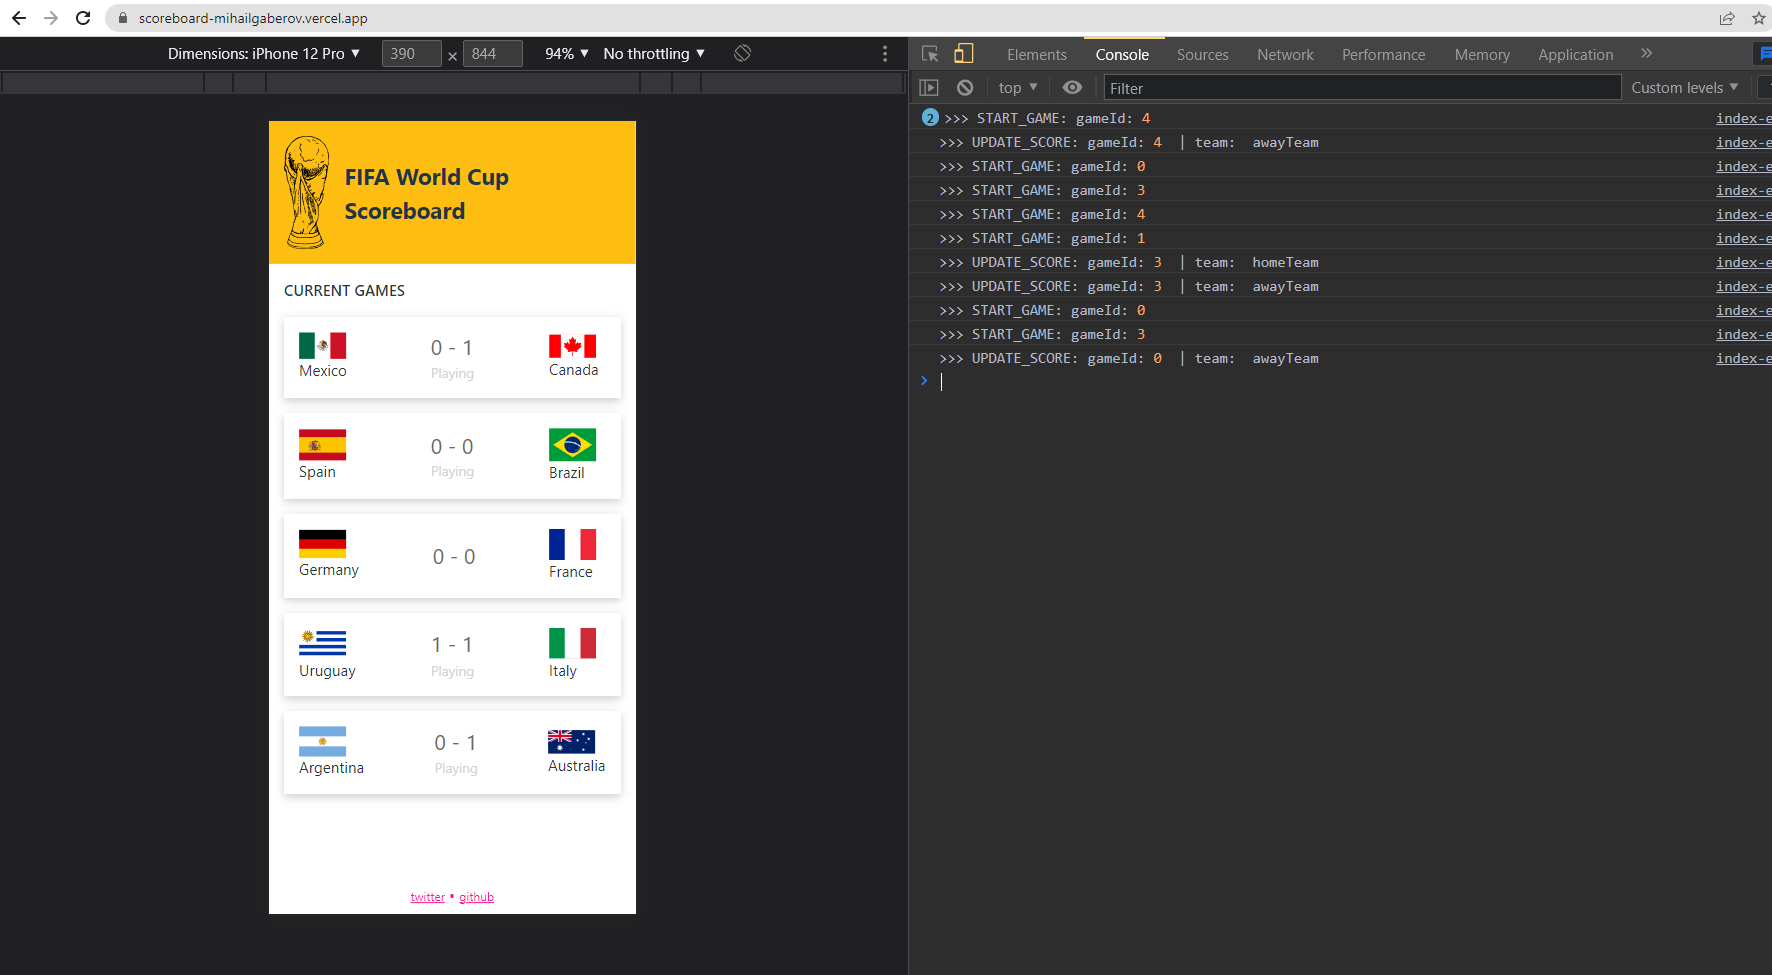 scoreboard-mihailgaberov.vercel.app
Dimensions: iPhone 12 Pro ▼ 390 × 844 94% ▼ No throttling ▼
Elements Console Sources Network Performance Memory Application »
top ▼ Filter Custom levels ▼
FIFA World Cup
Scoreboard
CURRENT GAMES
0 - 1
Mexico Playing Canada
0 - 0
Spain Playing Brazil
0 - 0
Germany France
1 - 1
Uruguay Playing Italy
0 - 1
Argentina Playing Australia
twitter • github
2 >>> START_GAME: gameId: 4 index-e
>>> UPDATE_SCORE: gameId: 4 | team: awayTeam index-e
>>> START_GAME: gameId: 0 index-e
>>> START_GAME: gameId: 3 index-e
>>> START_GAME: gameId: 4 index-e
>>> START_GAME: gameId: 1 index-e
>>> UPDATE_SCORE: gameId: 3 | team: homeTeam index-e
>>> UPDATE_SCORE: gameId: 3 | team: awayTeam index-e
>>> START_GAME: gameId: 0 index-e
>>> START_GAME: gameId: 3 index-e
>>> UPDATE_SCORE: gameId: 0 | team: awayTeam index-e
>